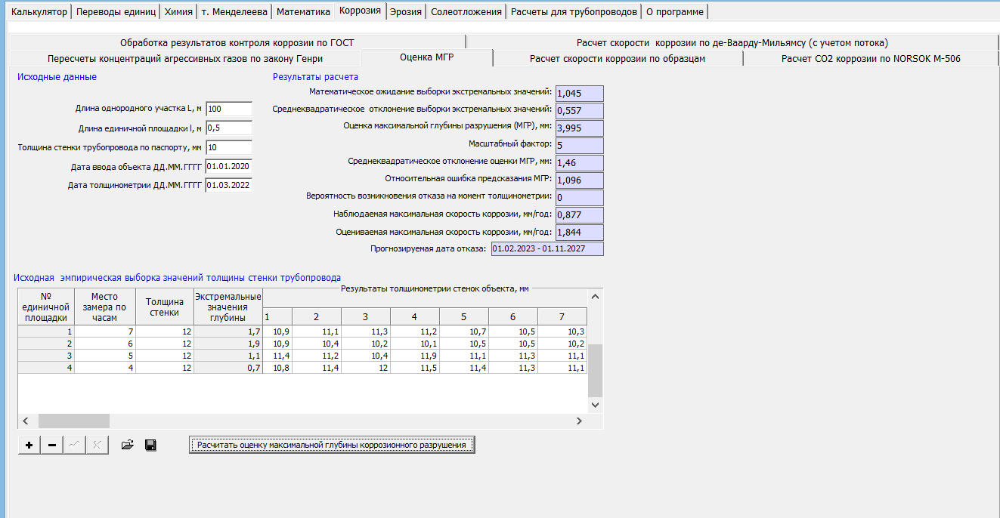 Калькулятор Переводы единиц Химия т. Менделеева Математика Коррозия Эрозия Солеотложения Расчеты для трубопроводов О программе
Обработка результатов контроля коррозии по ГОСТ Расчет скорости коррозии по де-Ваарду-Мильямсу (с учетом потока)
Пересчеты концентраций агрессивных газов по закону Генри Оценка МГР Расчет скорости коррозии по образцам Расчет СО2 коррозии по NORSOK M-506
Исходные данные
Длина однородного участка L, м 100
Длина единичной площадки l, м 0,5
Толщина стенки трубопровода по паспорту, мм 10
Дата ввода объекта ДД.ММ.ГГГГ 01.01.2020
Дата толщинометрии ДД.ММ.ГГГГ 01.03.2022
Результаты расчета
Математическое ожидание выборки экстремальных значений: 1,045
Среднеквадратическое отклонение выборки экстремальных значений: 0,557
Оценка максимальной глубины разрушения (МГР), мм: 3,995
Масштабный фактор: 5
Среднеквадратическое отклонение оценки МГР, мм: 1,46
Относительная ошибка предсказания МГР: 1,096
Вероятность возникновения отказа на момент толщинометрии: 0
Наблюдаемая максимальная скорость коррозии, мм/год: 0,877
Оцениваемая максимальная скорость коррозии, мм/год: 1,844
Прогнозируемая дата отказа: 01.02.2023 - 01.11.2027
Исходная эмпирическая выборка значений толщины стенки трубопровода
№ единичной площадки Место замера по часам Толщина стенки Экстремальные значения глубины Результаты толщинометрии стенок объекта, мм
1 2 3 4 5 6 7
1 7 12 1,7 10,9 11,1 11,3 11,2 10,7 10,5 10,3
2 6 12 1,9 10,9 10,4 10,2 10,1 10,5 10,5 10,2
3 5 12 1,1 11,4 11,2 10,4 11,9 11,1 11,3 11,1
4 4 12 0,7 10,8 11,4 12 11,5 11,4 11,3 11,1
Расчитать оценку максимальной глубины коррозионного разрушения